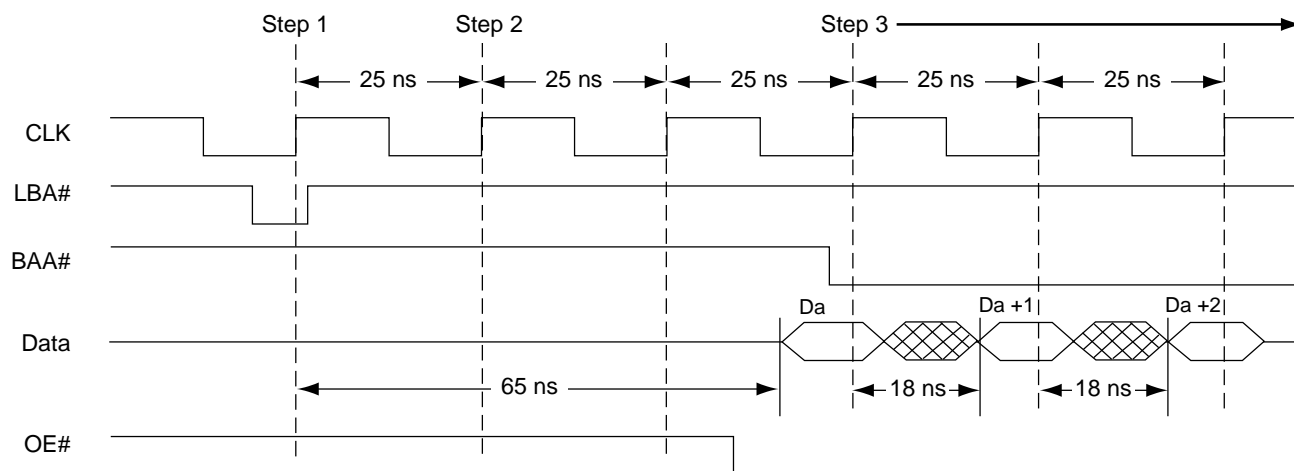 Step 1 Step 2 Step 3
25 ns 25 ns 25 ns 25 ns 25 ns
CLK
LBA#
BAA#
Da Da +1 Da +2
Data
65 ns 18 ns 18 ns
OE#